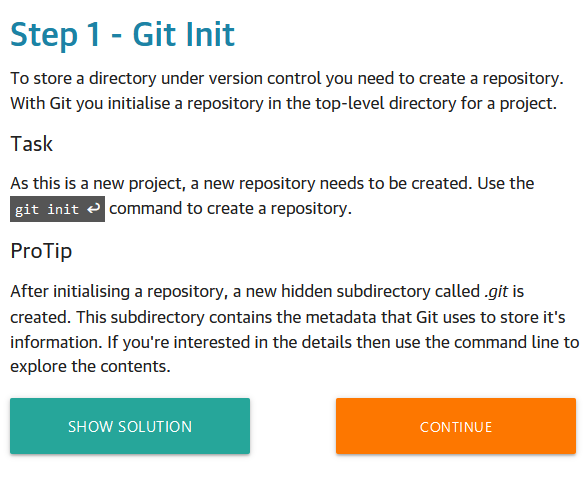 Step 1 - Git Init
To store a directory under version control you need to create a repository.
With Git you initialise a repository in the top-level directory for a project.
Task
As this is a new project, a new repository needs to be created. Use the
git init ↩ command to create a repository.
ProTip
After initialising a repository, a new hidden subdirectory called .git is
created. This subdirectory contains the metadata that Git uses to store it's
information. If you're interested in the details then use the command line to
explore the contents.
SHOW SOLUTION
CONTINUE